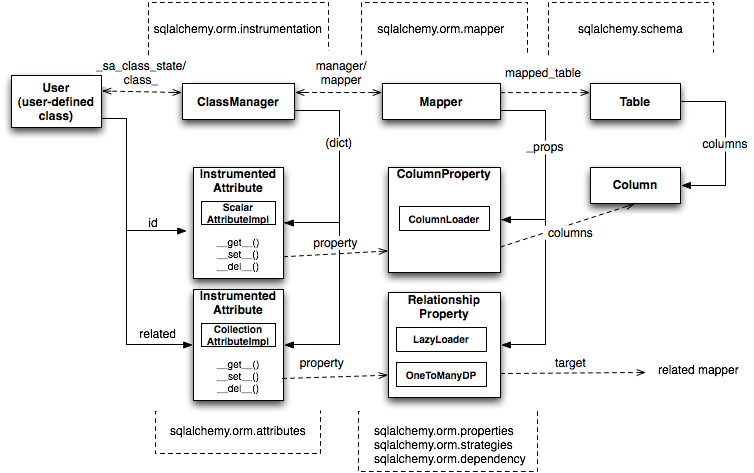 sqlalchemy.orm.instrumentation
sqlalchemy.orm.mapper
sqlalchemy.schema
_sa_class_state/
class_
manager/
mapper
mapped_table
User
(user-defined
class)
ClassManager
Mapper
Table
(dict)
_props
columns
Instrumented
Attribute
Scalar
AttributeImpl
__get__()
__set__()
__del__()
id
property
ColumnProperty
ColumnLoader
columns
Column
Instrumented
Attribute
Collection
AttributeImpl
__get__()
__set__()
__del__()
related
property
Relationship
Property
LazyLoader
OneToManyDP
target
related mapper
sqlalchemy.orm.attributes
sqlalchemy.orm.properties
sqlalchemy.orm.strategies
sqlalchemy.orm.dependency